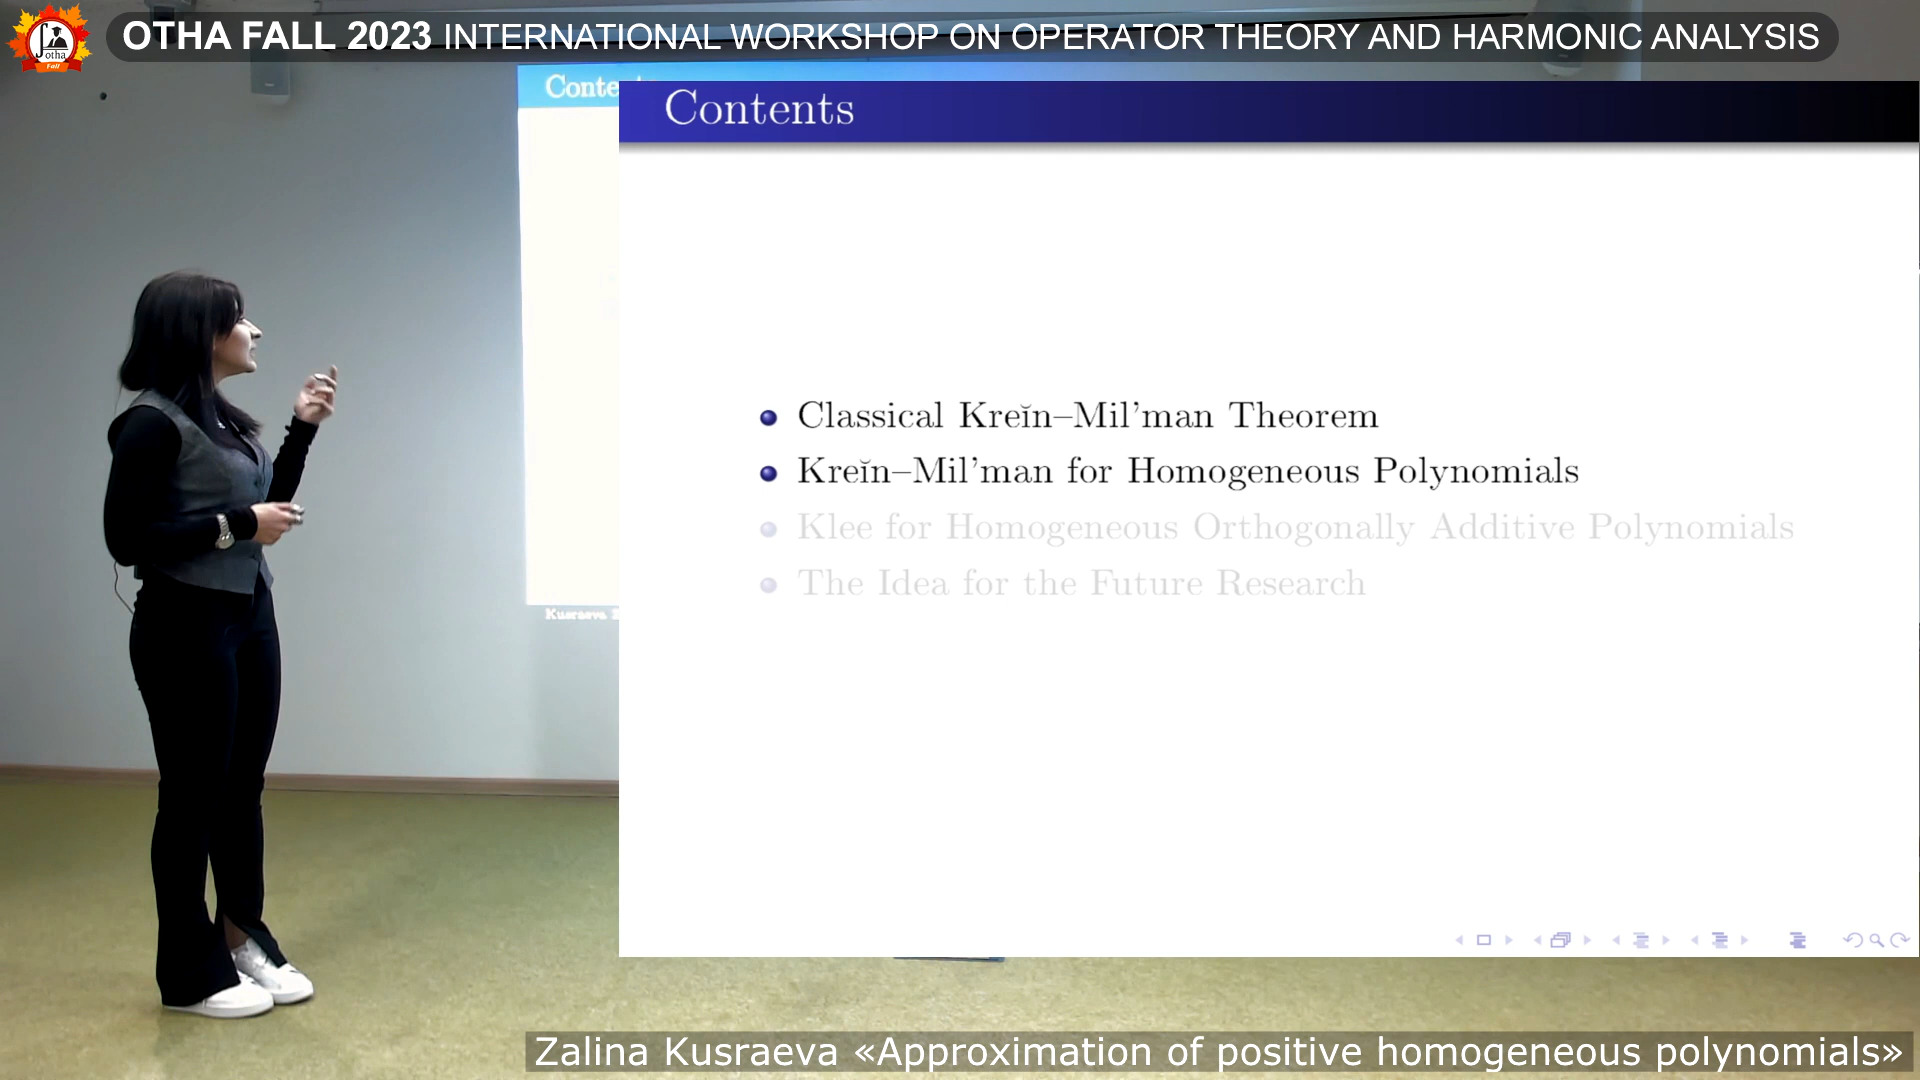 OTHA FALL 2023 INTERNATIONAL WORKSHOP ON OPERATOR THEORY AND HARMONIC ANALYSIS
otha
Fall
Contents
Classical Kreĭn–Mil’man Theorem
Kreĭn–Mil’man for Homogeneous Polynomials
Klee for Homogeneous Orthogonally Additive Polynomials
The Idea for the Future Research
Kusraeva
Zalina Kusraeva «Approximation of positive homogeneous polynomials»